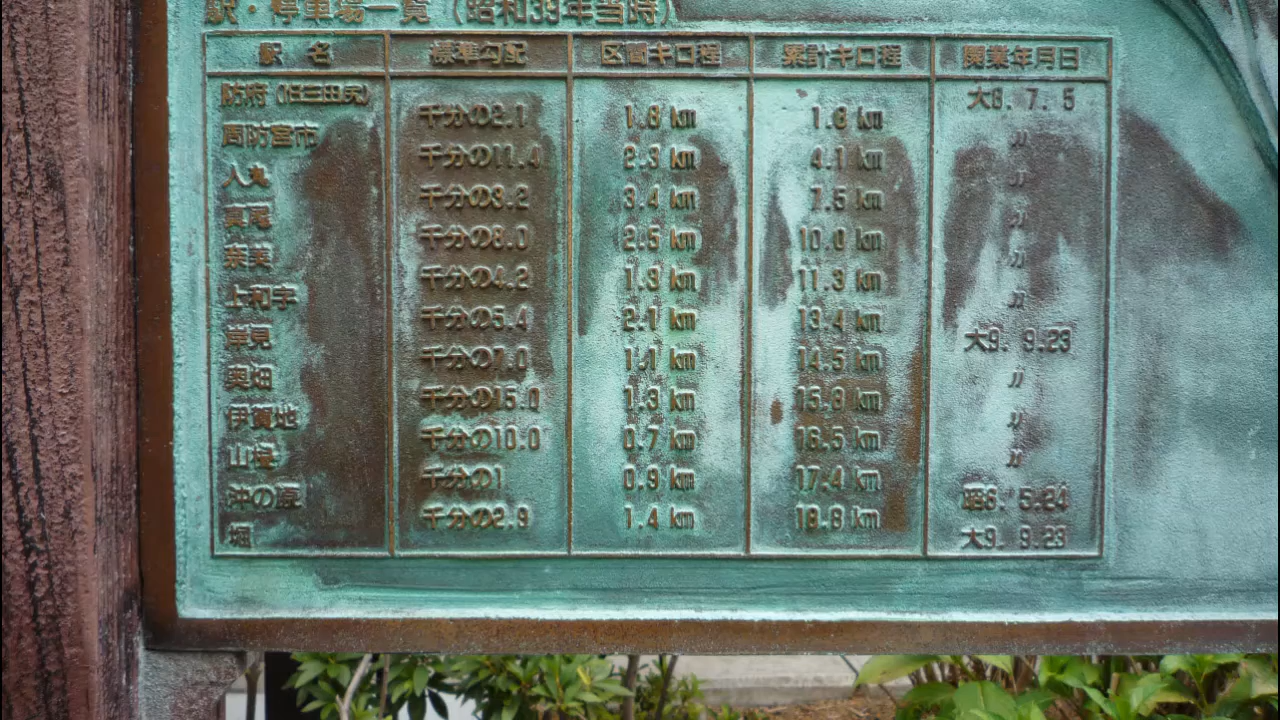 駅・停車場一覧（昭和39年当時）
駅名 標準勾配 区間キロ程 累計キロ程 開業年月日
防府（旧三田尻） 大8. 7. 5
千分の2.1 1.8 km 1.8 km
周防宮市 〃
千分の11.4 2.3 km 4.1 km
人丸 〃
千分の3.2 3.4 km 7.5 km
真尾 〃
千分の8.0 2.5 km 10.0 km
奈美 〃
千分の4.2 1.3 km 11.3 km
上和字 〃
千分の5.4 2.1 km 13.4 km
岸見 大9. 9.23
千分の7.0 1.1 km 14.5 km
奥畑 〃
千分の15.0 1.3 km 15.8 km
伊賀地 〃
千分の10.0 0.7 km 16.5 km
〃
千分の1 0.9 km 17.4 km
沖の原 昭6. 5.24
千分の2.9 1.4 km 18.8 km
堀 大9. 9.23